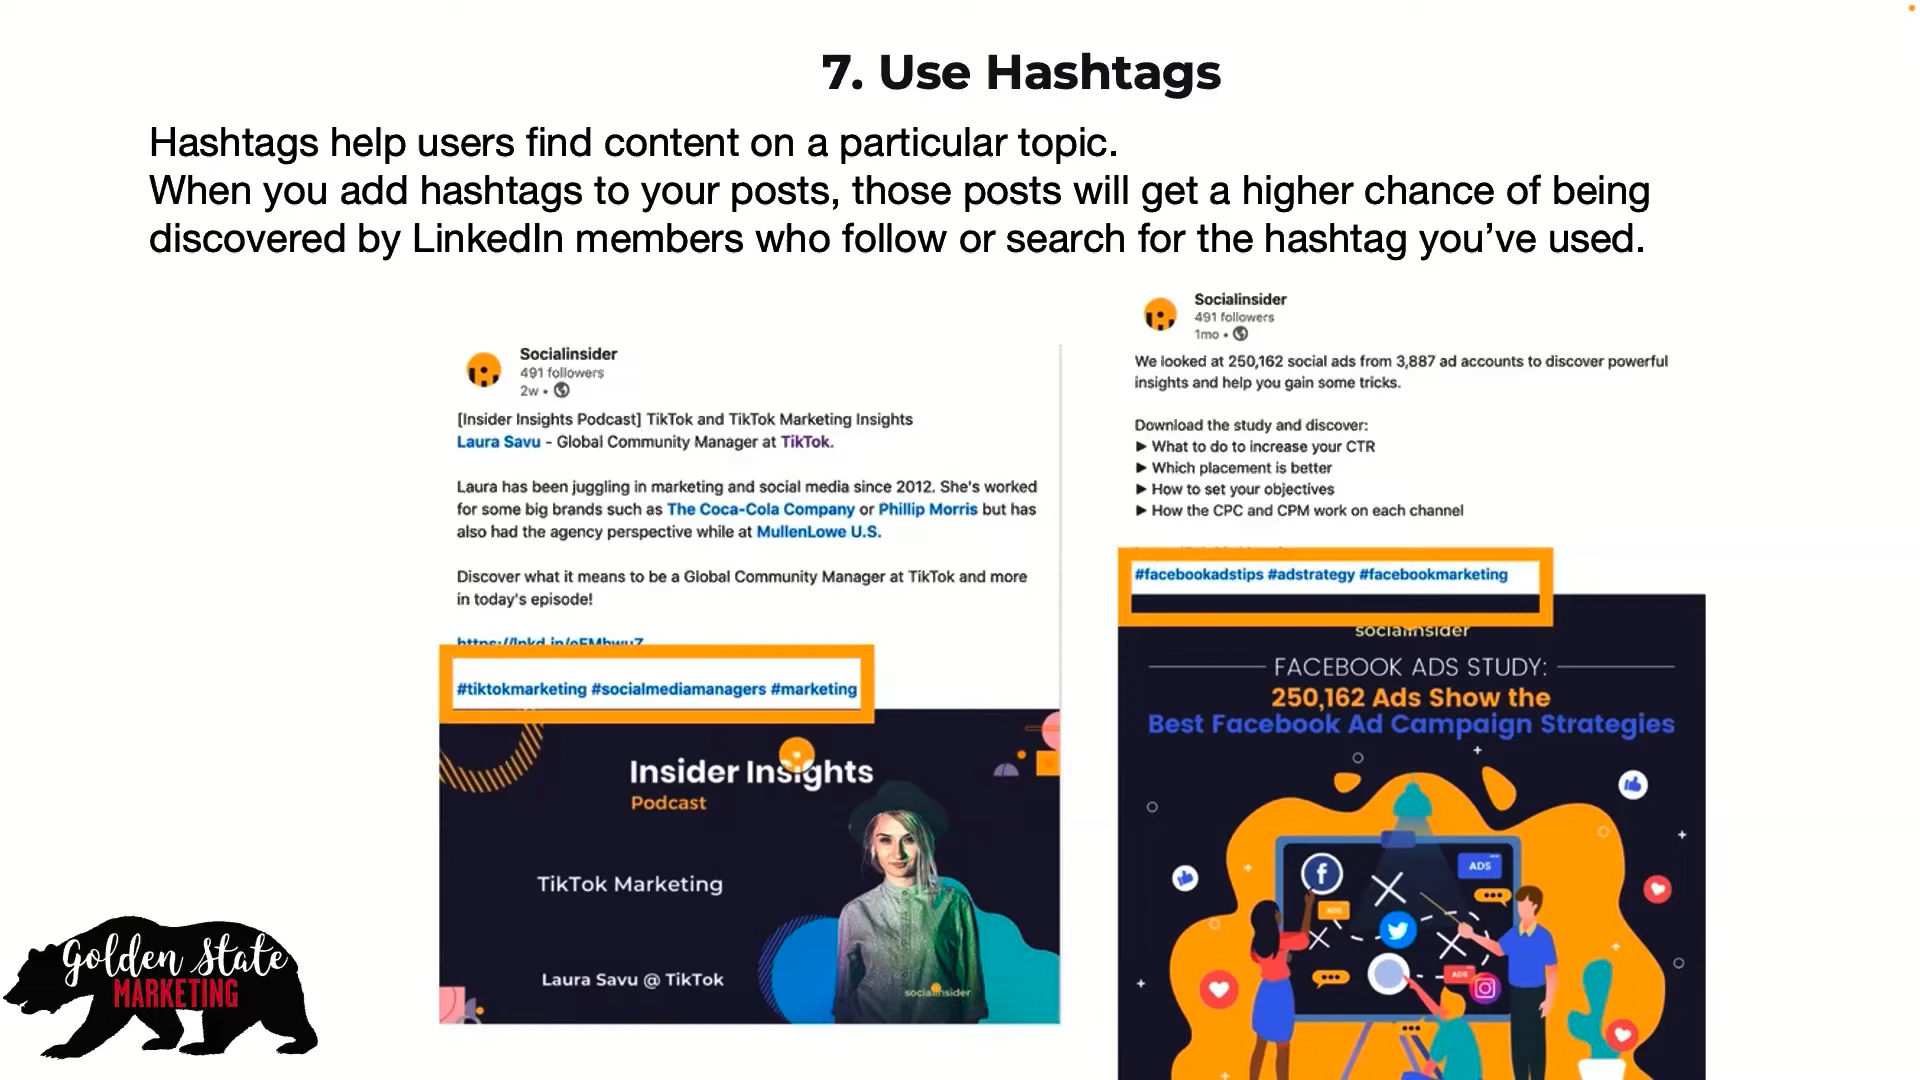 7. Use Hashtags
Hashtags help users find content on a particular topic.
When you add hashtags to your posts, those posts will get a higher chance of being
discovered by LinkedIn members who follow or search for the hashtag you’ve used.
Socialinsider
491 followers
2w •
[Insider Insights Podcast] TikTok and TikTok Marketing Insights
Laura Savu - Global Community Manager at TikTok.
Laura has been juggling in marketing and social media since 2012. She's worked
for some big brands such as The Coca-Cola Company or Phillip Morris but has
also had the agency perspective while at MullenLowe U.S.
Discover what it means to be a Global Community Manager at TikTok and more
in today's episode!
#tiktokmarketing #socialmediamanagers #marketing
Insider Insights
Podcast
TikTok Marketing
Laura Savu @ TikTok
socialinsider
Socialinsider
491 followers
1mo •
We looked at 250,162 social ads from 3,887 ad accounts to discover powerful
insights and help you gain some tricks.
Download the study and discover:
► What to do to increase your CTR
► Which placement is better
► How to set your objectives
► How the CPC and CPM work on each channel
#facebookadstips #adstrategy #facebookmarketing
socialinsider
FACEBOOK ADS STUDY:
250,162 Ads Show the
Best Facebook Ad Campaign Strategies
ADS
ADS
ADS
Golden State
MARKETING